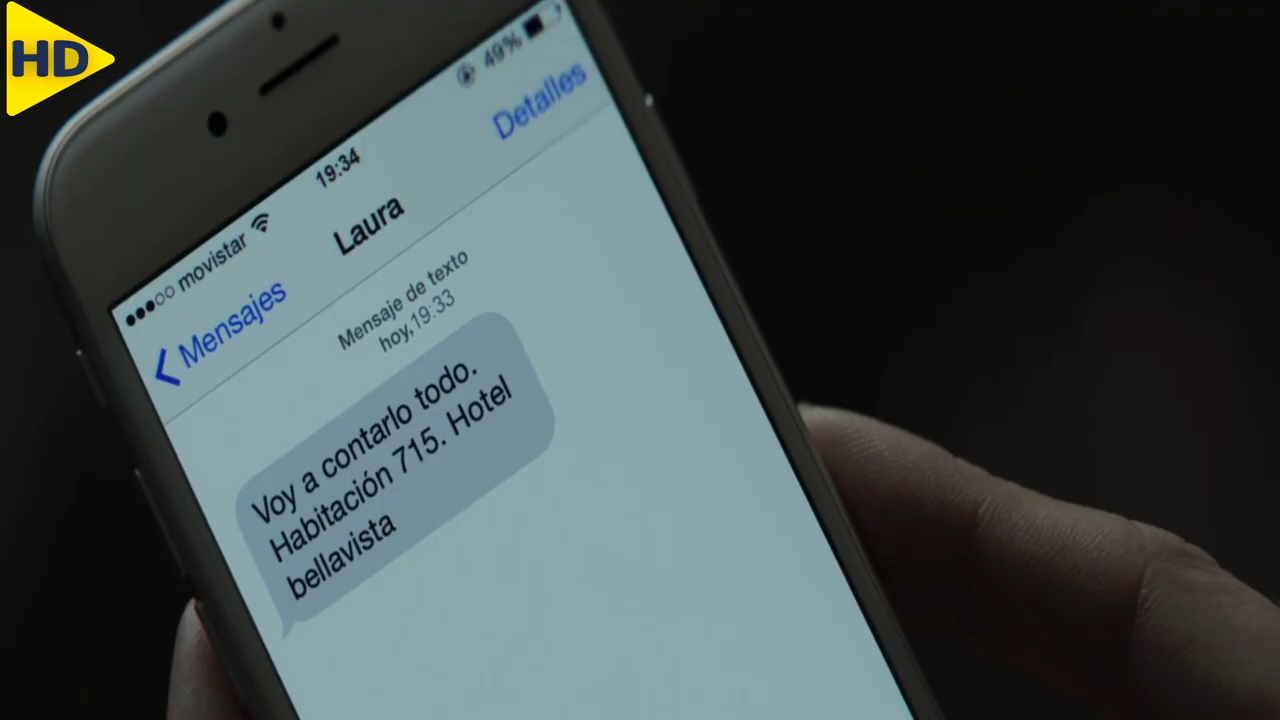 HD
49%
19:34
movistar
Detalles
Laura
Mensajes
Mensaje de texto
hoy, 19:33
Voy a contarlo todo.
Habitación 715. Hotel
bellavista